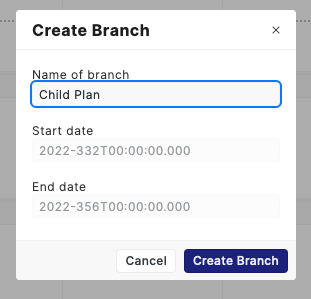 Create Branch ×
Name of branch
Child Plan
Start date
2022-332T00:00:00.000
End date
2022-356T00:00:00.000
Cancel Create Branch